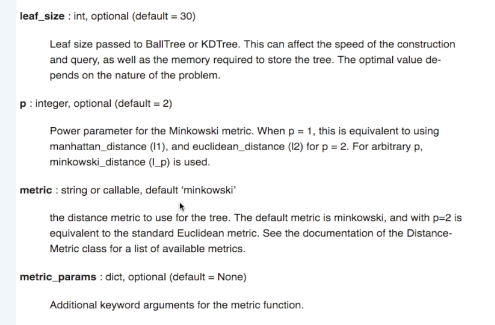 leaf_size : int, optional (default = 30)
Leaf size passed to BallTree or KDTree. This can affect the speed of the construction
and query, as well as the memory required to store the tree. The optimal value de-
pends on the nature of the problem.
p : integer, optional (default = 2)
Power parameter for the Minkowski metric. When p = 1, this is equivalent to using
manhattan_distance (l1), and euclidean_distance (l2) for p = 2. For arbitrary p,
minkowski_distance (l_p) is used.
metric : string or callable, default ‘minkowski’
the distance metric to use for the tree. The default metric is minkowski, and with p=2 is
equivalent to the standard Euclidean metric. See the documentation of the Distance-
Metric class for a list of available metrics.
metric_params : dict, optional (default = None)
Additional keyword arguments for the metric function.